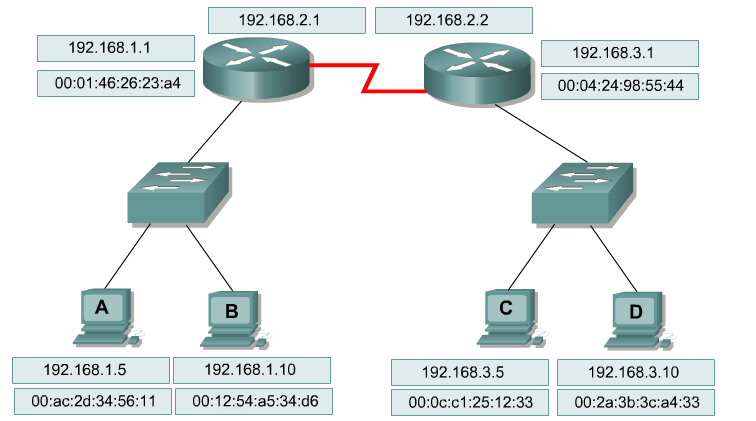 192.168.2.1
192.168.2.2
192.168.1.1
00:01:46:26:23:a4
192.168.3.1
00:04:24:98:55:44
A
B
C
D
192.168.1.5
00:ac:2d:34:56:11
192.168.1.10
00:12:54:a5:34:d6
192.168.3.5
00:0c:c1:25:12:33
192.168.3.10
00:2a:3b:3c:a4:33